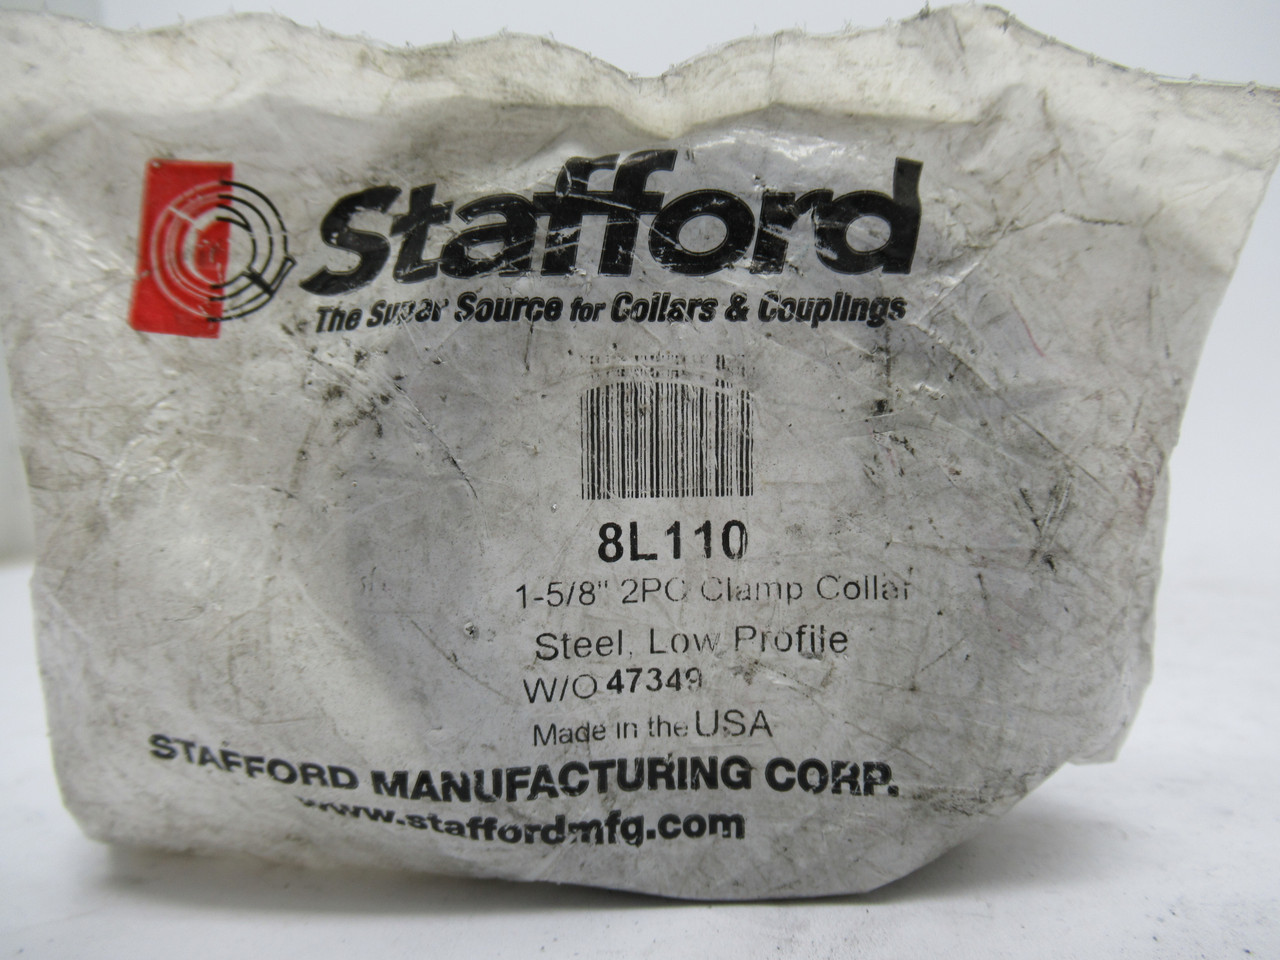 Stafford
The Super Source for Collars & Couplings
8L110
1-5/8" 2PC Clamp Collar
Steel, Low Profile
W/O 47349
Made in the USA
STAFFORD MANUFACTURING CORP.
www.staffordmfg.com